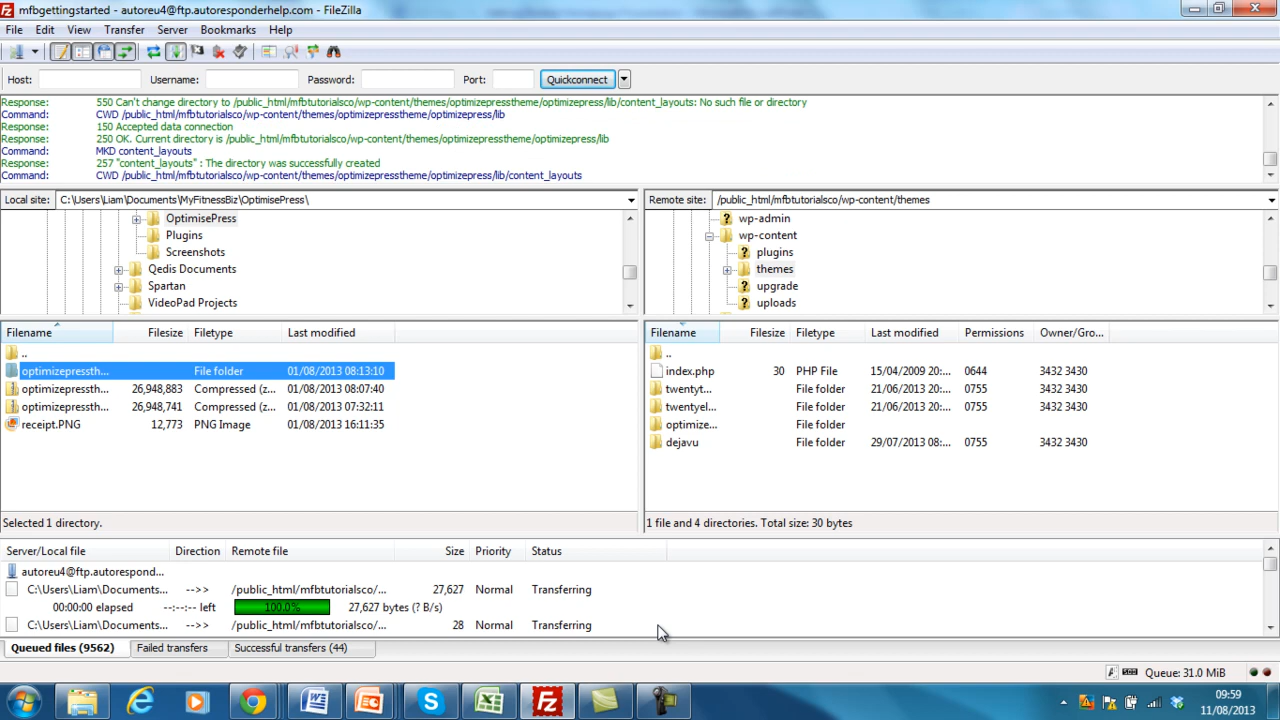 mfbgettingstarted - autoreu4@ftp.autoresponderhelp.com - FileZilla
File Edit View Transfer Server Bookmarks Help
Host: Username: Password: Port: Quickconnect
Response: 550 Can't change directory to /public_html/mfbtutorialsco/wp-content/themes/optimizepresstheme/optimizepress/lib/content_layouts: No such file or directory
Command: CWD /public_html/mfbtutorialsco/wp-content/themes/optimizepresstheme/optimizepress/lib
Response: 150 Accepted data connection
Response: 250 OK. Current directory is /public_html/mfbtutorialsco/wp-content/themes/optimizepresstheme/optimizepress/lib
Command: MKD content_layouts
Response: 257 "content_layouts" : The directory was successfully created
Command: CWD /public_html/mfbtutorialsco/wp-content/themes/optimizepresstheme/optimizepress/lib/content_layouts
Local site: C:\Users\Liam\Documents\MyFitnessBiz\OptimisePress\
OptimisePress
Plugins
Screenshots
Qedis Documents
Spartan
VideoPad Projects
Remote site: /public_html/mfbtutorialsco/wp-content/themes
wp-admin
wp-content
plugins
themes
upgrade
uploads
Filename Filesize Filetype Last modified
..
optimizepressth... File folder 01/08/2013 08:13:10
optimizepressth... 26,948,883 Compressed (z... 01/08/2013 08:07:40
optimizepressth... 26,948,741 Compressed (z... 01/08/2013 07:32:11
receipt.PNG 12,773 PNG Image 01/08/2013 16:11:35
Selected 1 directory.
Filename Filesize Filetype Last modified Permissions Owner/Gro...
..
index.php 30 PHP File 15/04/2009 20:... 0644 3432 3430
twentyt... File folder 21/06/2013 20:... 0755 3432 3430
twentyel... File folder 21/06/2013 20:... 0755 3432 3430
optimize... File folder
dejavu File folder 29/07/2013 08:... 0755 3432 3430
1 file and 4 directories. Total size: 30 bytes
Server/Local file Direction Remote file Size Priority Status
autoreu4@ftp.autorespond...
C:\Users\Liam\Documents... -->> /public_html/mfbtutorialsco/... 27,627 Normal Transferring
00:00:00 elapsed --:--:-- left 100.0% 27,627 bytes (? B/s)
C:\Users\Liam\Documents... -->> /public_html/mfbtutorialsco/... 28 Normal Transferring
Queued files (9562) Failed transfers Successful transfers (44)
Queue: 31.0 MiB
09:59
11/08/2013